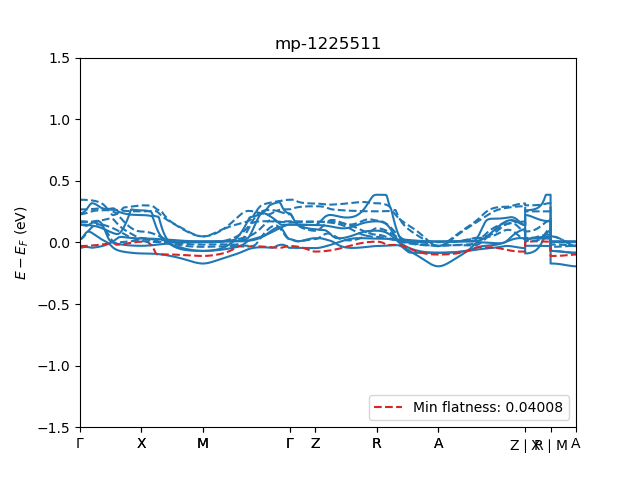 mp-1225511
E − E_F (eV)
1.5
1.0
0.5
0.0
−0.5
−1.0
−1.5
Min flatness: 0.04008
Γ X M Γ Z R A Z | X R | M A